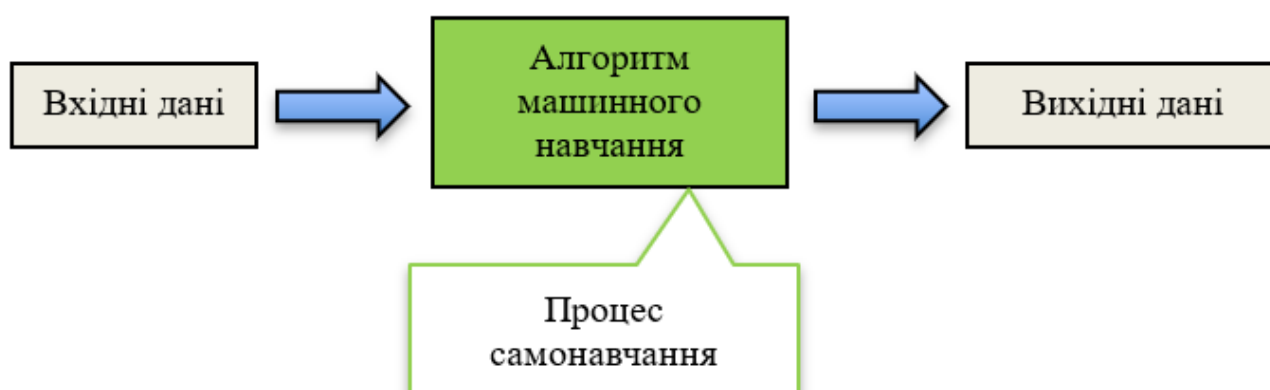 Вхідні дані
Алгоритм
машинного
навчання
Вихідні дані
Процес
самонавчання